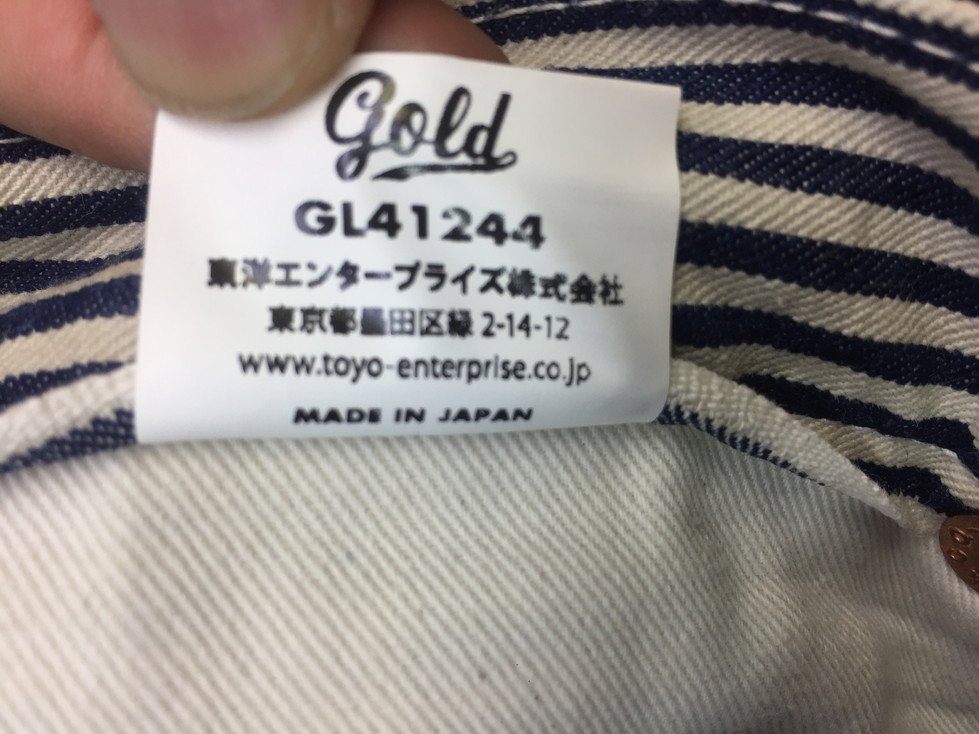 Gold
GL41244
東洋エンタープライズ株式会社
東京都墨田区緑 2-14-12
www.toyo-enterprise.co.jp
MADE IN JAPAN